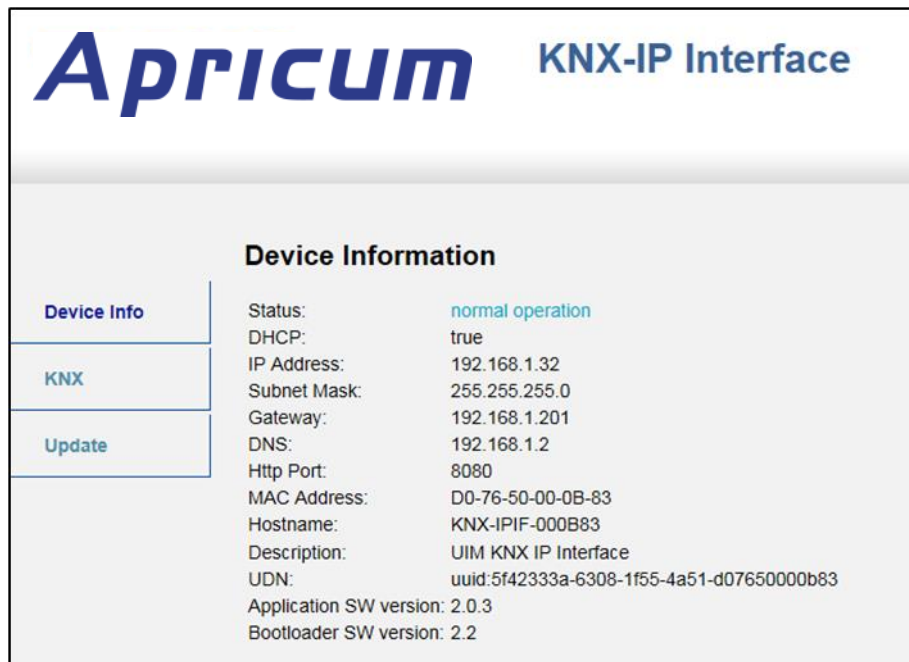 Apricum
KNX-IP Interface
Device Information
Device Info
KNX
Update
Status: normal operation
DHCP: true
IP Address: 192.168.1.32
Subnet Mask: 255.255.255.0
Gateway: 192.168.1.201
DNS: 192.168.1.2
Http Port: 8080
MAC Address: D0-76-50-00-0B-83
Hostname: KNX-IPIF-000B83
Description: UIM KNX IP Interface
UDN: uuid:5f42333a-6308-1f55-4a51-d07650000b83
Application SW version: 2.0.3
Bootloader SW version: 2.2